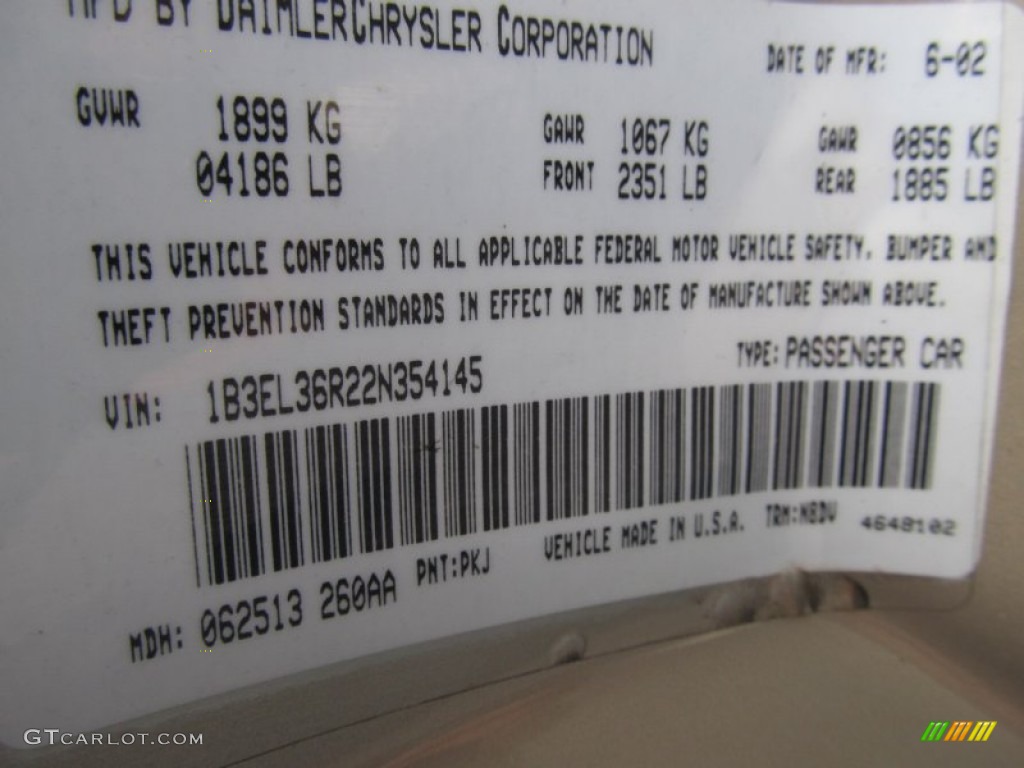 MFD BY DAIMLERCHRYSLER CORPORATION
DATE OF MFR: 6-02
GVWR 1899 KG
04186 LB
GAWR 1067 KG
FRONT 2351 LB
GAWR 0856 KG
REAR 1885 LB
THIS VEHICLE CONFORMS TO ALL APPLICABLE FEDERAL MOTOR VEHICLE SAFETY, BUMPER AND
THEFT PREVENTION STANDARDS IN EFFECT ON THE DATE OF MANUFACTURE SHOWN ABOVE.
VIN: 1B3EL36R22N354145
TYPE: PASSENGER CAR
VEHICLE MADE IN U.S.A. TRM:NBDV 4648102
MDH: 062513 260AA PNT:PKJ
GTCARLOT.COM